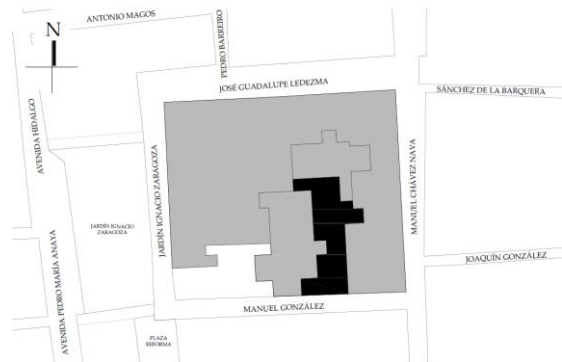 ANTONIO MAGOS
N
PEDRO BARREIRO
JOSÉ GUADALUPE LEDEZMA
SÁNCHEZ DE LA BARQUERA
AVENIDA HIDALGO
JARDÍN IGNACIO ZARAGOZA
MANUEL CHÁVEZ NAVA
JARDÍN IGNACIO
ZARAGOZA
AVENIDA PEDRO MARÍA ANAYA
JOAQUÍN GONZÁLEZ
MANUEL GONZÁLEZ
PLAZA
REFORMA